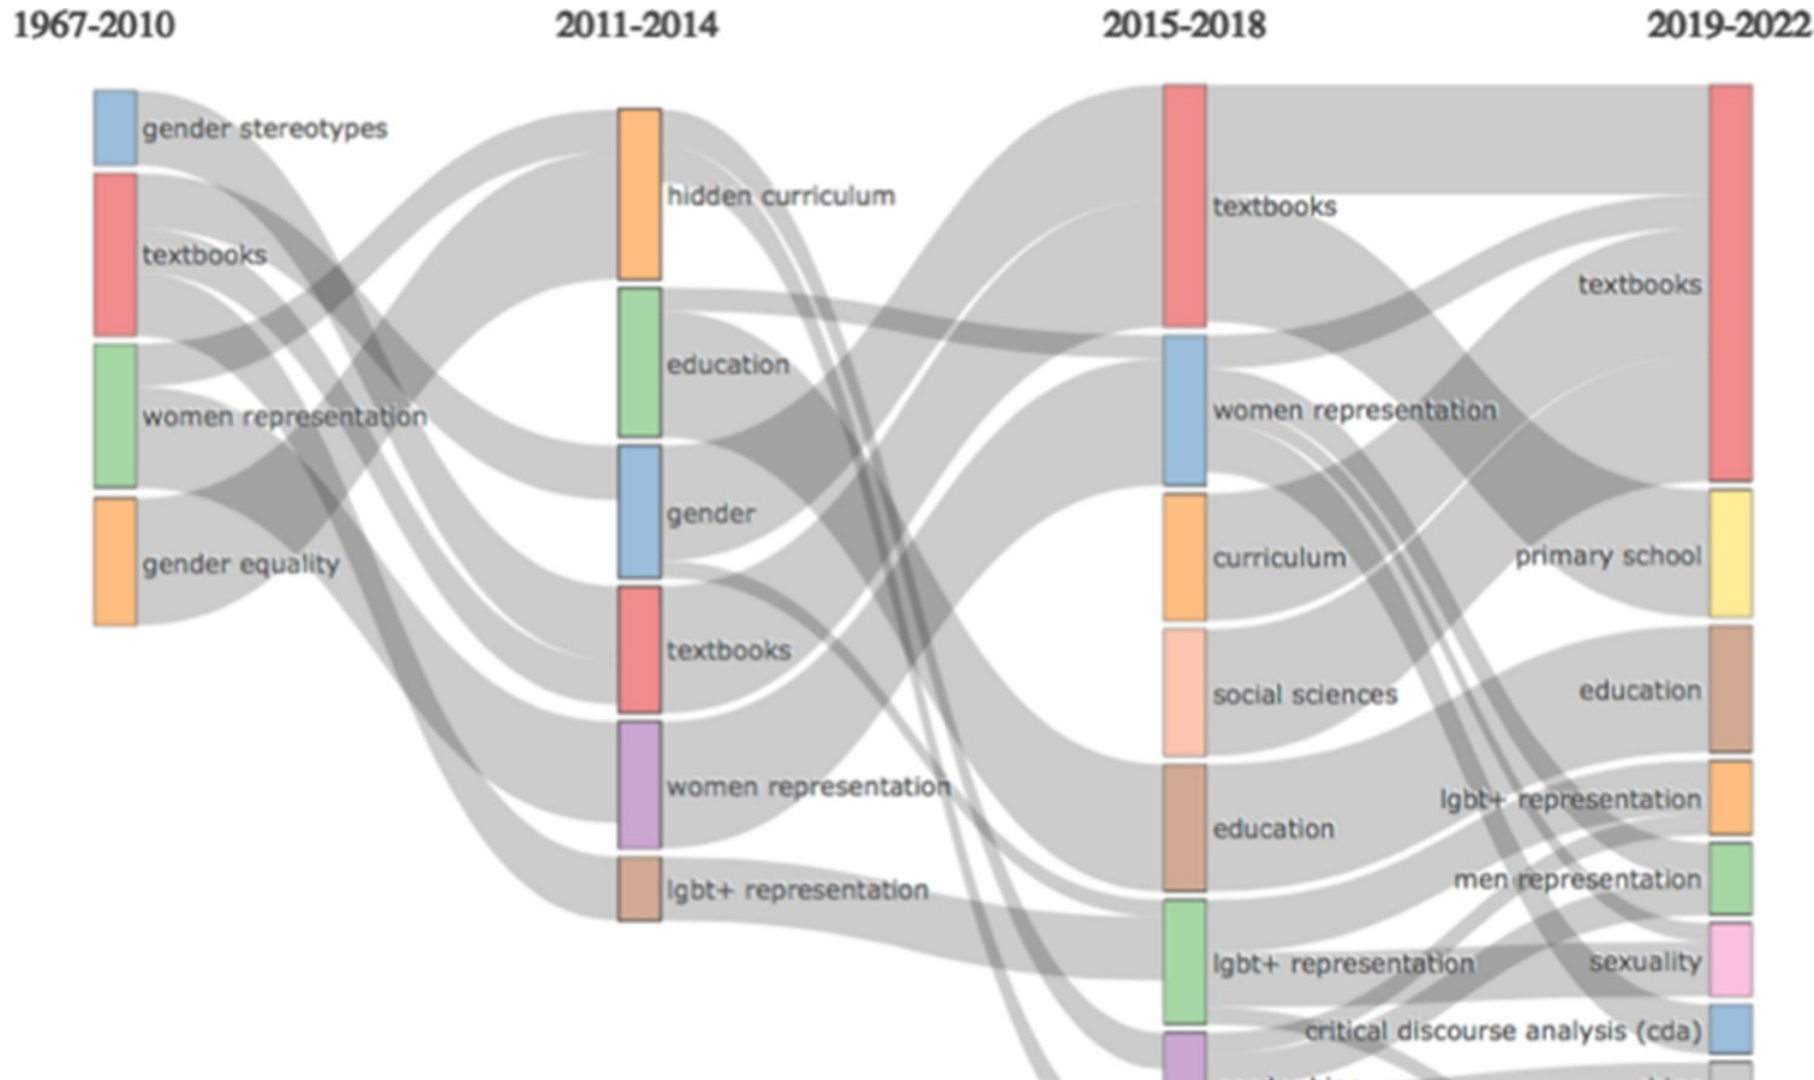 1967-2010
2011-2014
2015-2018
2019-2022
gender stereotypes
textbooks
women representation
gender equality
hidden curriculum
education
gender
textbooks
women representation
lgbt+ representation
textbooks
women representation
curriculum
social sciences
education
lgbt+ representation
textbooks
primary school
education
lgbt+ representation
men representation
sexuality
critical discourse analysis (cda)